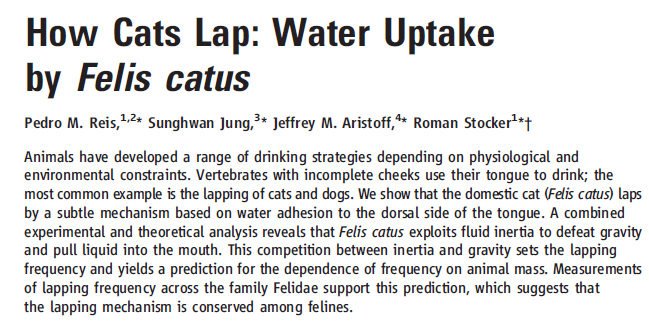 How Cats Lap: Water Uptake
by Felis catus
Pedro M. Reis,1,2* Sunghwan Jung,3* Jeffrey M. Aristoff,4* Roman Stocker1*†
Animals have developed a range of drinking strategies depending on physiological and
environmental constraints. Vertebrates with incomplete cheeks use their tongue to drink; the
most common example is the lapping of cats and dogs. We show that the domestic cat (Felis catus) laps
by a subtle mechanism based on water adhesion to the dorsal side of the tongue. A combined
experimental and theoretical analysis reveals that Felis catus exploits fluid inertia to defeat gravity
and pull liquid into the mouth. This competition between inertia and gravity sets the lapping
frequency and yields a prediction for the dependence of frequency on animal mass. Measurements
of lapping frequency across the family Felidae support this prediction, which suggests that
the lapping mechanism is conserved among felines.